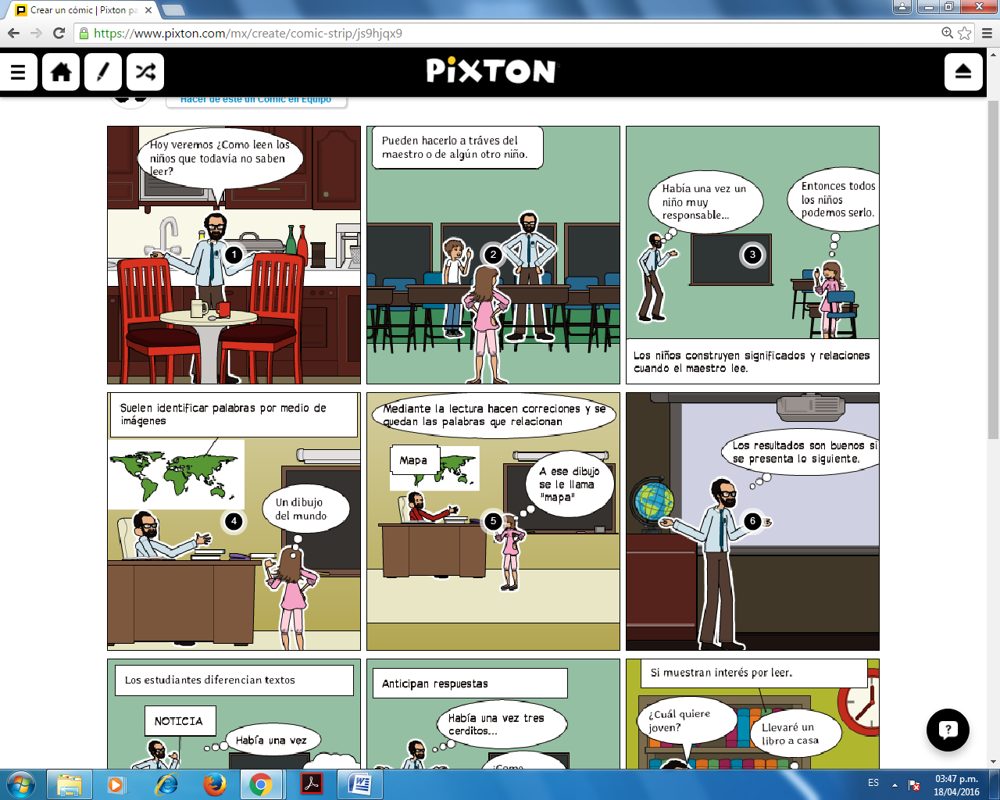 Crear un cómic | Pixton pa
https://www.pixton.com/mx/create/comic-strip/js9hjqx9
PiXTON
Hacer de este un Cómic en Equipo
Hoy veremos ¿Como leen los
niños que todavía no saben
leer?
1
Pueden hacerlo a tráves del
maestro o de algún otro niño.
2
Había una vez un
niño muy
responsable...
Entonces todos
los niños
podemos serlo.
3
Los niños construyen significados y relaciones
cuando el maestro lee.
Suelen identificar palabras por medio de
imágenes
Un dibujo
del mundo
4
Mediante la lectura hacen correciones y se
quedan las palabras que relacionan
Mapa
A ese dibujo
se le llama
"mapa"
5
Los resultados son buenos si
se presenta lo siguiente.
6
Los estudiantes diferencian textos
NOTICIA
Había una vez
Anticipan respuestas
Había una vez tres
cerditos...
¿Como
Si muestran interés por leer.
¿Cuál quiere
joven?
Llevaré un
libro a casa
ES
03:47 p.m.
18/04/2016